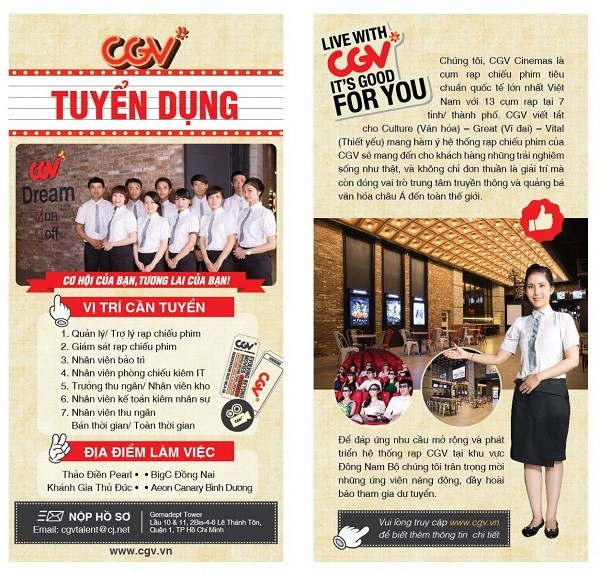 CGV
TUYỂN DỤNG
CGV
Dream
on
off
CƠ HỘI CỦA BẠN, TƯƠNG LAI CỦA BẠN!
VỊ TRÍ CẦN TUYỂN
1. Quản lý/ Trợ lý rạp chiếu phim
2. Giám sát rạp chiếu phim
3. Nhân viên bảo trì
4. Nhân viên phòng chiếu kiêm IT
5. Trưởng thu ngân/ Nhân viên kho
6. Nhân viên kế toán kiêm nhân sự
7. Nhân viên thu ngân
Bán thời gian/ Toàn thời gian
CGV
CGV
ĐỊA ĐIỂM LÀM VIỆC
Thảo Điền Pearl • • BigC Đồng Nai
Khánh Gia Thủ Đức • • Aeon Canary Bình Dương
NỘP HỒ SƠ
Email: cgvtalent@cj.net
Gemadept Tower
Lầu 10 & 11, 2Bis-4-6 Lê Thánh Tôn,
Quận 1, TP Hồ Chí Minh
www.cgv.vn
LIVE WITH
CGV
IT'S GOOD
FOR YOU
Chúng tôi, CGV Cinemas là
cụm rạp chiếu phim tiêu
chuẩn quốc tế lớn nhất Việt
Nam với 13 cụm rạp tại 7
tỉnh/ thành phố. CGV viết tắt
cho Culture (Văn hóa) – Great (Vĩ đại) – Vital
(Thiết yếu) mang hàm ý hệ thống rạp chiếu phim của
CGV sẽ mang đến cho khách hàng những trải nghiệm
sống như thật, và không chỉ đơn thuần là giải trí mà
còn đóng vai trò trung tâm truyền thông và quảng bá
văn hóa châu Á đến toàn thế giới.
Để đáp ứng nhu cầu mở rộng và phát
triển hệ thống rạp CGV tại khu vực
Đông Nam Bộ chúng tôi trân trọng mời
những ứng viên năng động, đầy hoài
bão tham gia dự tuyển.
Vui lòng truy cập www.cgv.vn
để biết thêm thông tin chi tiết